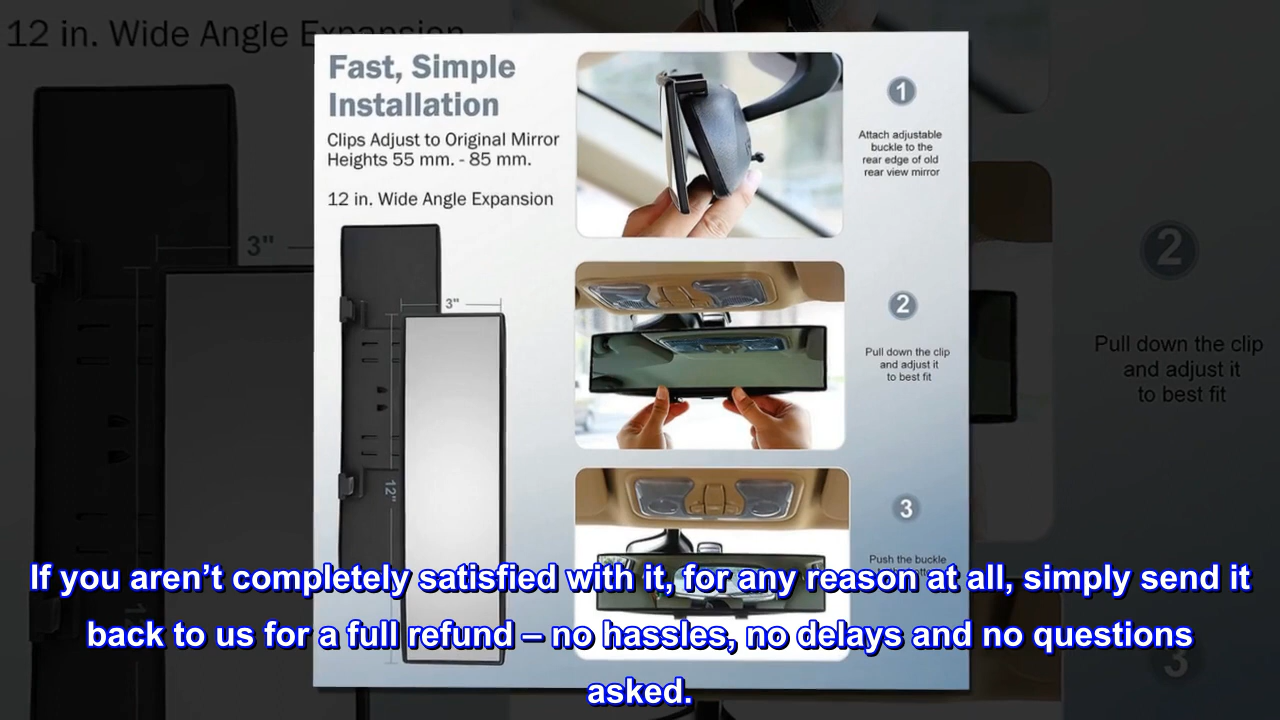 12 in. Wide Angle Expansion
Fast, Simple
Installation
Clips Adjust to Original Mirror
Heights 55 mm. - 85 mm.
12 in. Wide Angle Expansion
3"
12"
1
Attach adjustable
buckle to the
rear edge of old
rear view mirror
2
Pull down the clip
and adjust it
to best fit
3
Push the buckle
3"
2
Pull down the clip
and adjust it
to best fit
3
If you aren’t completely satisfied with it, for any reason at all, simply send it
back to us for a full refund – no hassles, no delays and no questions
asked.